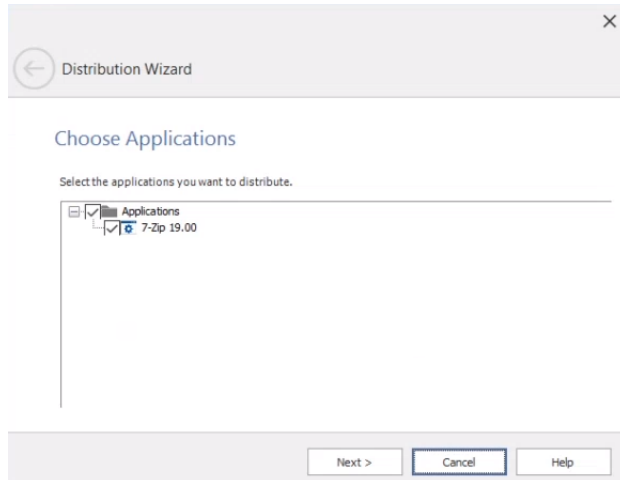 Distribution Wizard
Choose Applications
Select the applications you want to distribute.
Applications
7-Zip 19.00
Next >
Cancel
Help